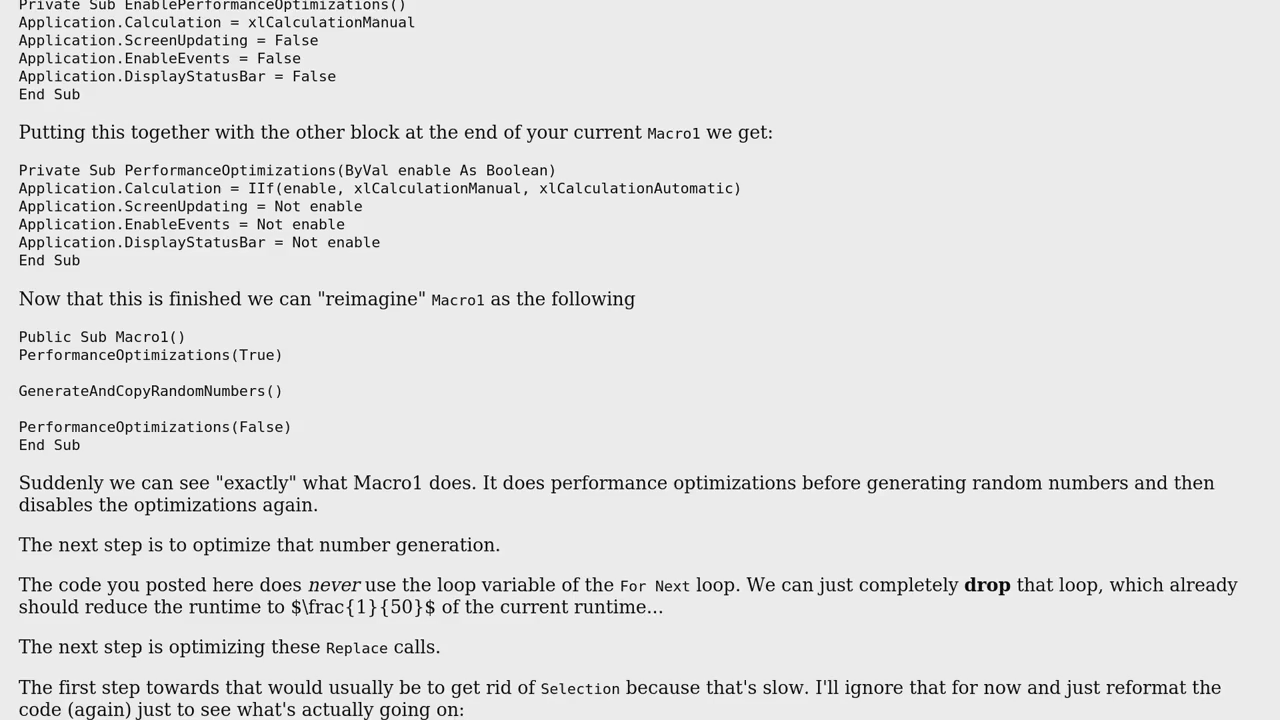 Private Sub EnablePerformanceOptimizations()
Application.Calculation = xlCalculationManual
Application.ScreenUpdating = False
Application.EnableEvents = False
Application.DisplayStatusBar = False
End Sub
Putting this together with the other block at the end of your current Macro1 we get:
Private Sub PerformanceOptimizations(ByVal enable As Boolean)
Application.Calculation = IIf(enable, xlCalculationManual, xlCalculationAutomatic)
Application.ScreenUpdating = Not enable
Application.EnableEvents = Not enable
Application.DisplayStatusBar = Not enable
End Sub
Now that this is finished we can "reimagine" Macro1 as the following
Public Sub Macro1()
PerformanceOptimizations(True)
GenerateAndCopyRandomNumbers()
PerformanceOptimizations(False)
End Sub
Suddenly we can see "exactly" what Macro1 does. It does performance optimizations before generating random numbers and then
disables the optimizations again.
The next step is to optimize that number generation.
The code you posted here does never use the loop variable of the For Next loop. We can just completely drop that loop, which already
should reduce the runtime to $\frac{1}{50}$ of the current runtime...
The next step is optimizing these Replace calls.
The first step towards that would usually be to get rid of Selection because that's slow. I'll ignore that for now and just reformat the
code (again) just to see what's actually going on: